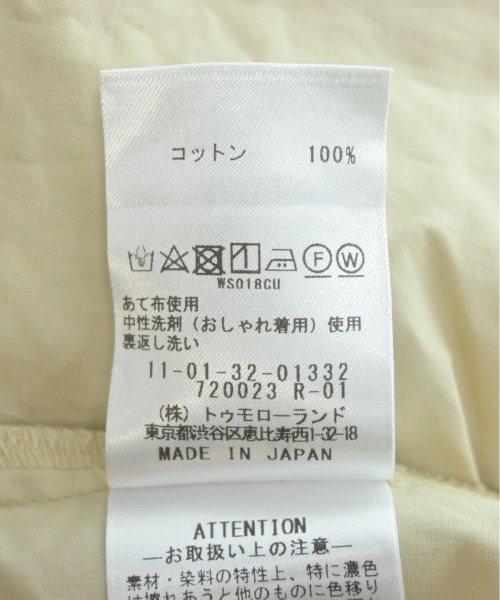 コットン 100%
F W
WS018CU
あて布使用
中性洗剤（おしゃれ着用）使用
裏返し洗い
11-01-32-01332
720023 R-01
（株）トゥモローランド
東京都渋谷区恵比寿西1-32-18
MADE IN JAPAN
ATTENTION
―お取扱い上の注意―
素材・染料の特性上、特に濃色
は擦れあうと他のものに色移り